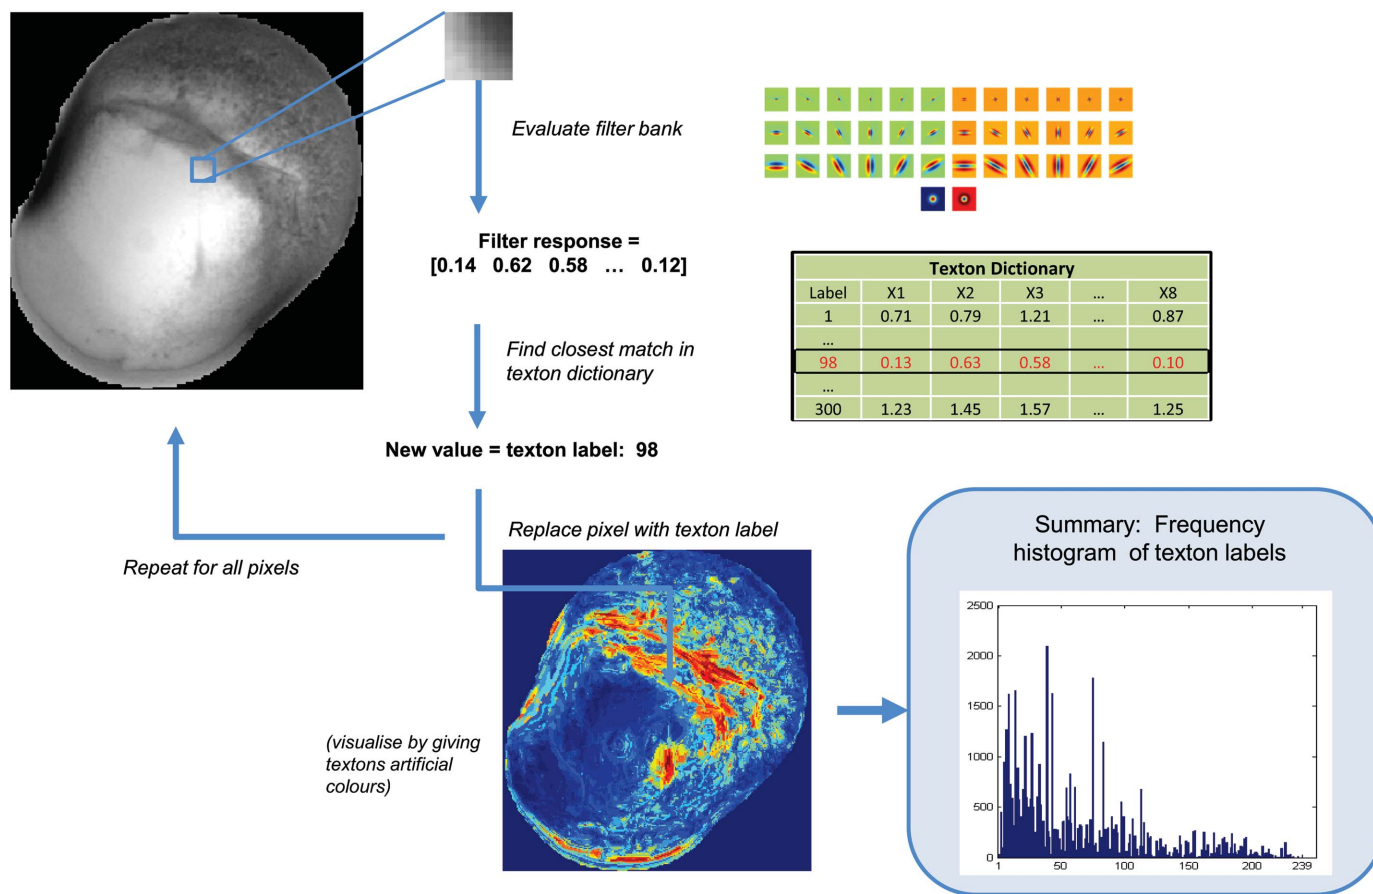 Evaluate filter bank
Filter response =
[0.14 0.62 0.58 … 0.12]
Texton Dictionary
Label X1 X2 X3 ... X8
1 0.71 0.79 1.21 ... 0.87
...
98 0.13 0.63 0.58 ... 0.10
...
300 1.23 1.45 1.57 ... 1.25
Find closest match in
texton dictionary
New value = texton label: 98
Replace pixel with texton label
Repeat for all pixels
(visualise by giving
textons artificial
colours)
Summary: Frequency
histogram of texton labels
2500
2000
1500
1000
500
0
1 50 100 150 200 239